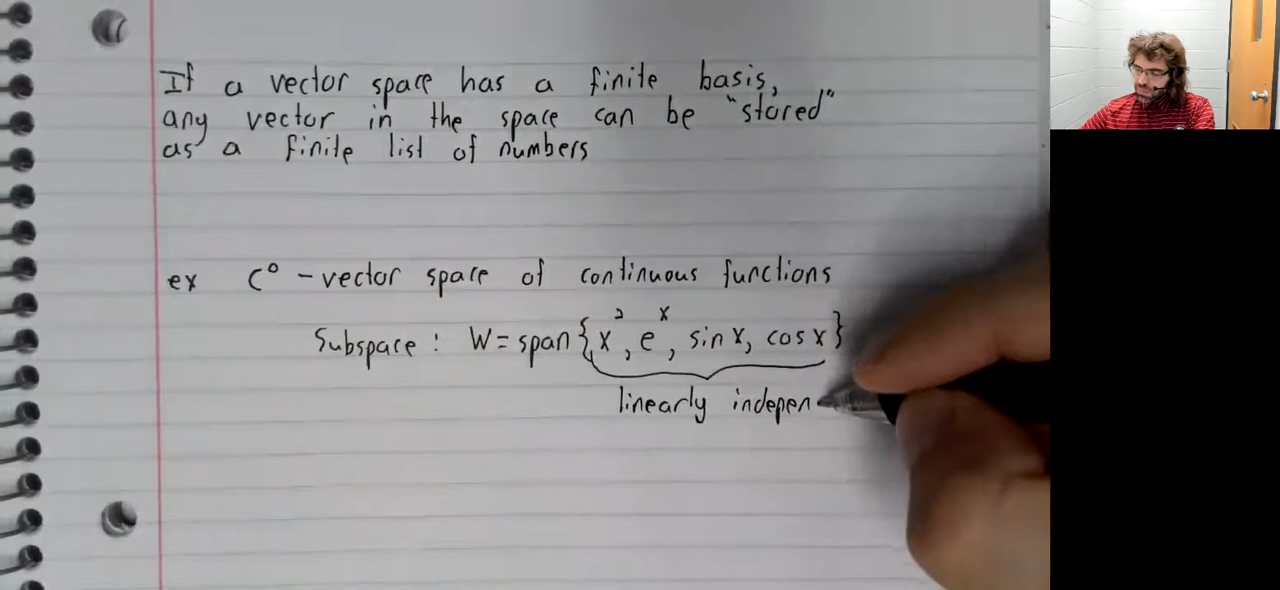 If a vector space has a finite basis,
any vector in the space can be "stored"
as a finite list of numbers
ex C⁰ - vector space of continuous functions
Subspace: W = span{x², eˣ, sin x, cos x}
linearly indepen